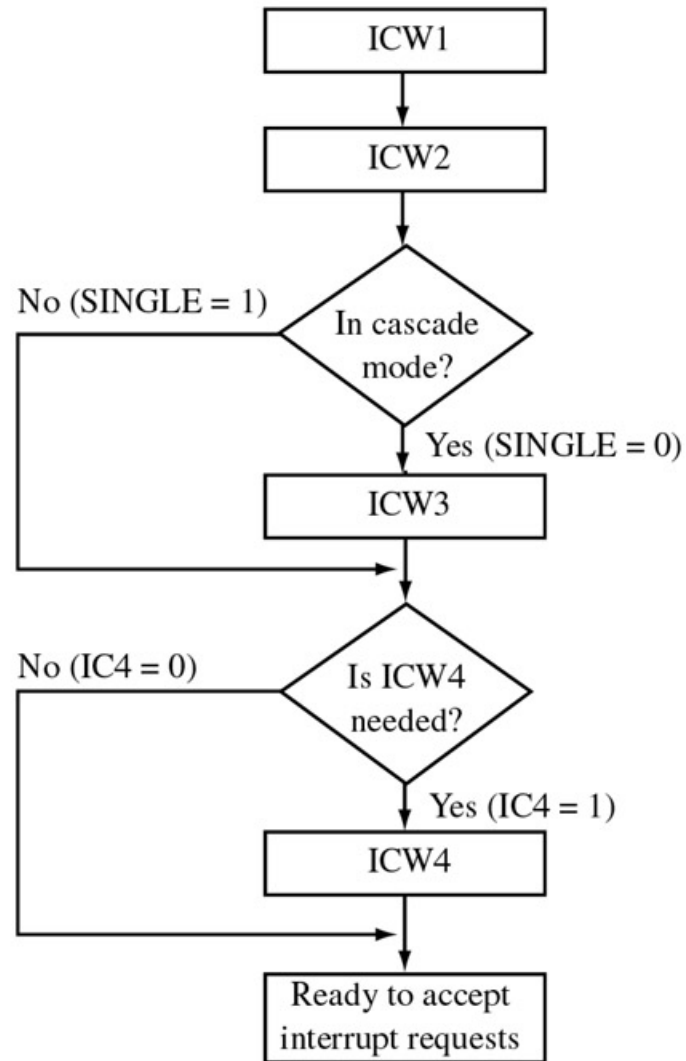 ICW1
ICW2
No (SINGLE = 1)
In cascade
mode?
Yes (SINGLE = 0)
ICW3
No (IC4 = 0)
Is ICW4
needed?
Yes (IC4 = 1)
ICW4
Ready to accept
interrupt requests